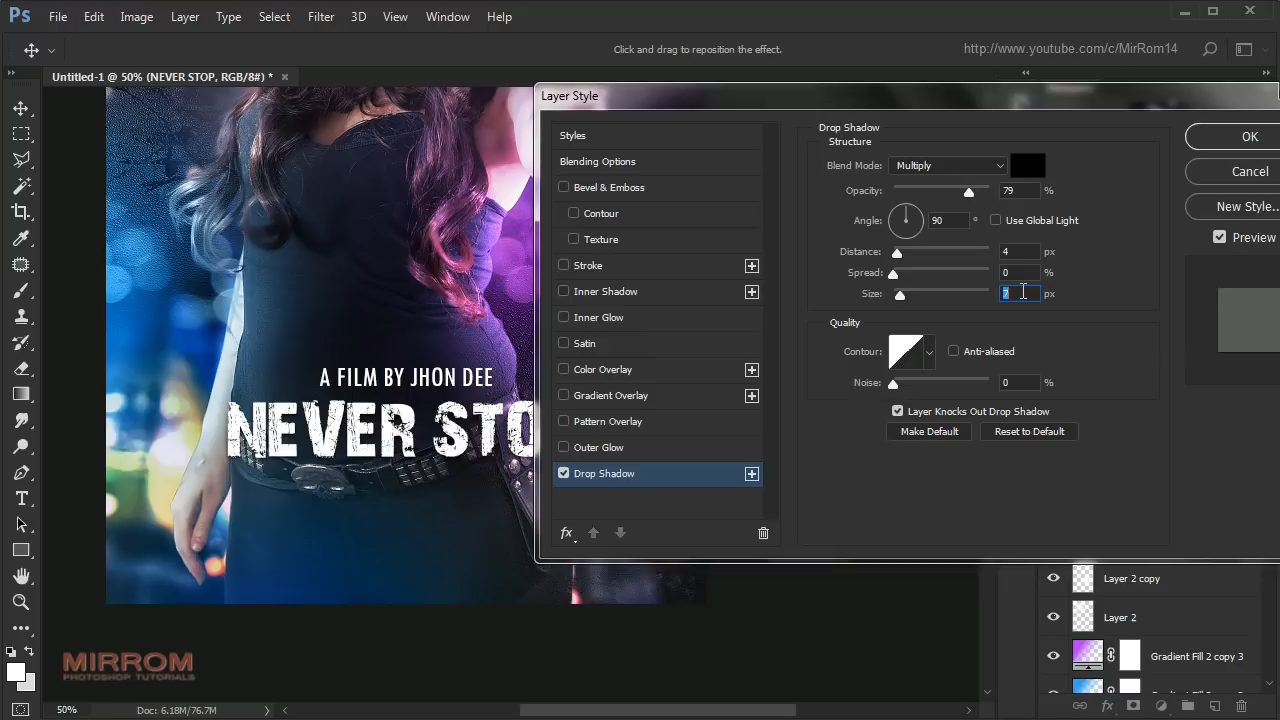 Ps File Edit Image Layer Type Select Filter 3D View Window Help
Click and drag to reposition the effect.
http://www.youtube.com/c/MirRom14
Untitled-1 @ 50% (NEVER STOP, RGB/8#) *
Layer Style
Styles
Blending Options
Bevel & Emboss
Contour
Texture
Stroke
Inner Shadow
Inner Glow
Satin
Color Overlay
Gradient Overlay
Pattern Overlay
Outer Glow
Drop Shadow
fx
Drop Shadow
Structure
Blend Mode: Multiply
Opacity: 79 %
Angle: 90 ° Use Global Light
Distance: 4 px
Spread: 0 %
Size: 7 px
Quality
Contour: Anti-aliased
Noise: 0 %
Layer Knocks Out Drop Shadow
Make Default Reset to Default
OK
Cancel
New Style...
Preview
A FILM BY JHON DEE
NEVER STO
Layer 2 copy
Layer 2
Gradient Fill 2 copy 3
fx
MIRROM
PHOTOSHOP TUTORIALS
50% Doc: 6.18M/76.7M